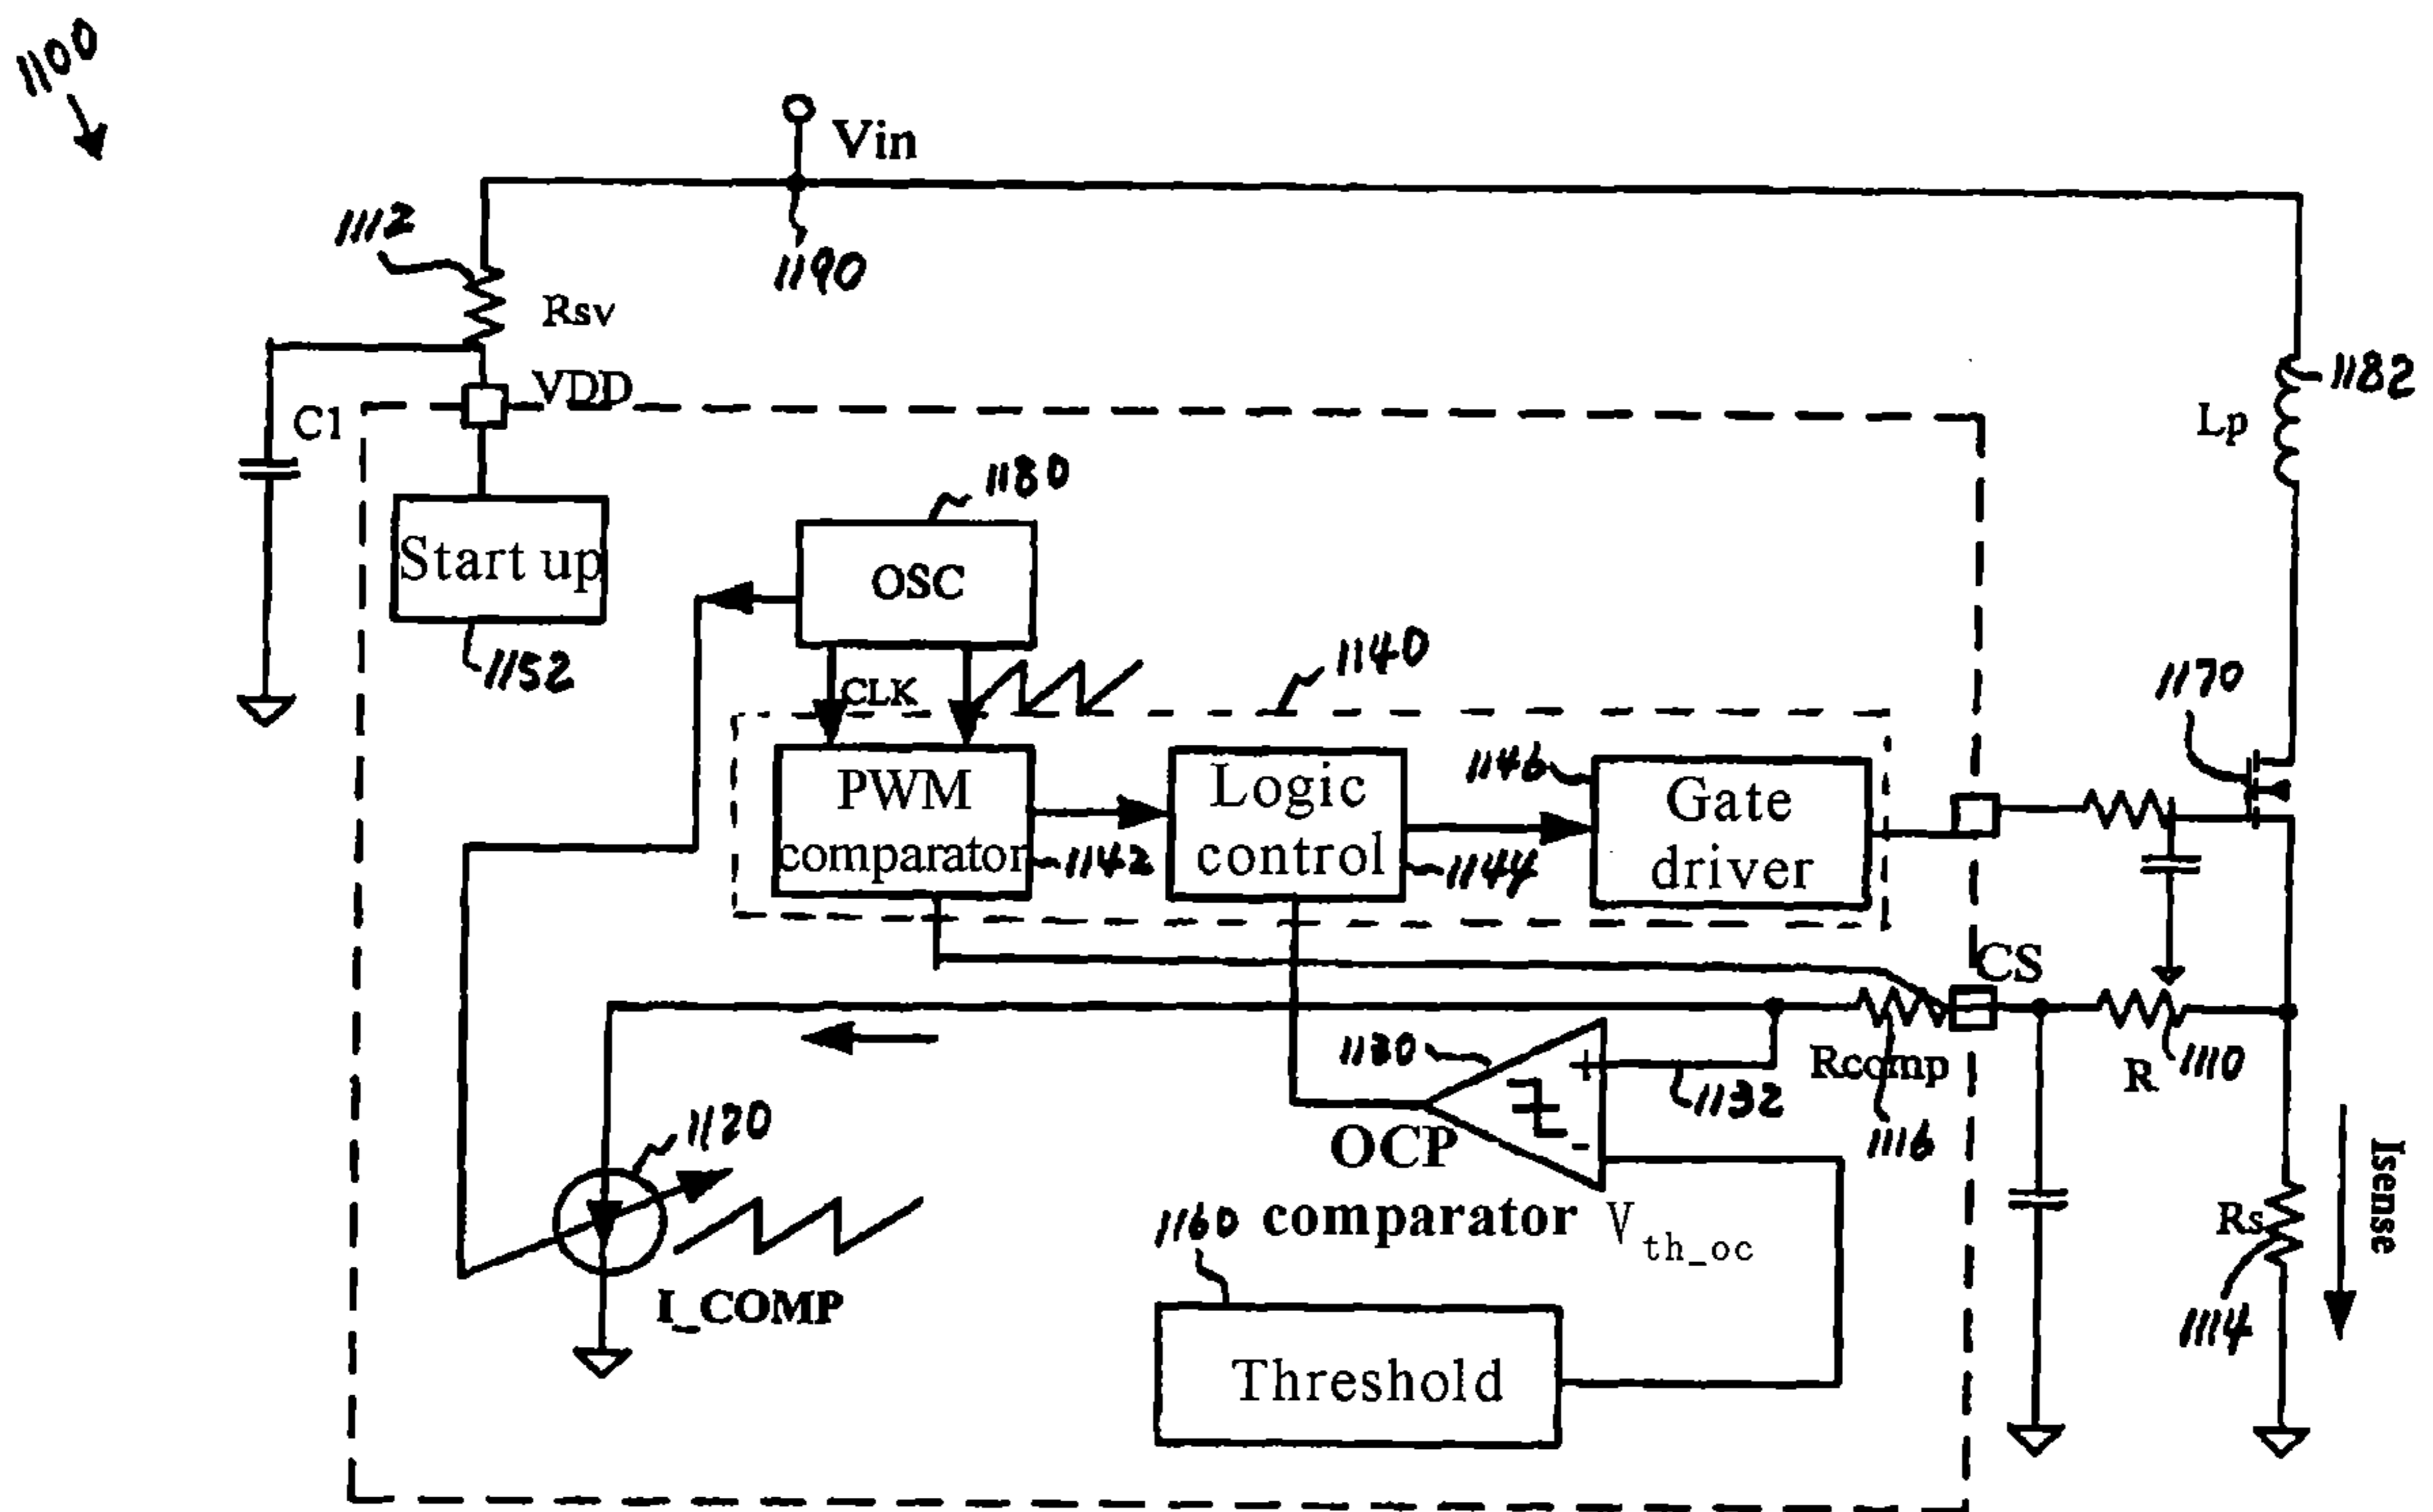 1100
Vin
1112
1190
Rsv
VDD
C1
1182
Lp
1180
Start up
OSC
1152
CLK
1140
1170
PWM
comparator
1142
Logic
control
1144
1146
Gate
driver
CS
1130
+
1132
Rcomp
1116
R
1110
-
OCP
comparator
Vth_oc
1120
I_COMP
1160
Threshold
Rs
1114
Isense